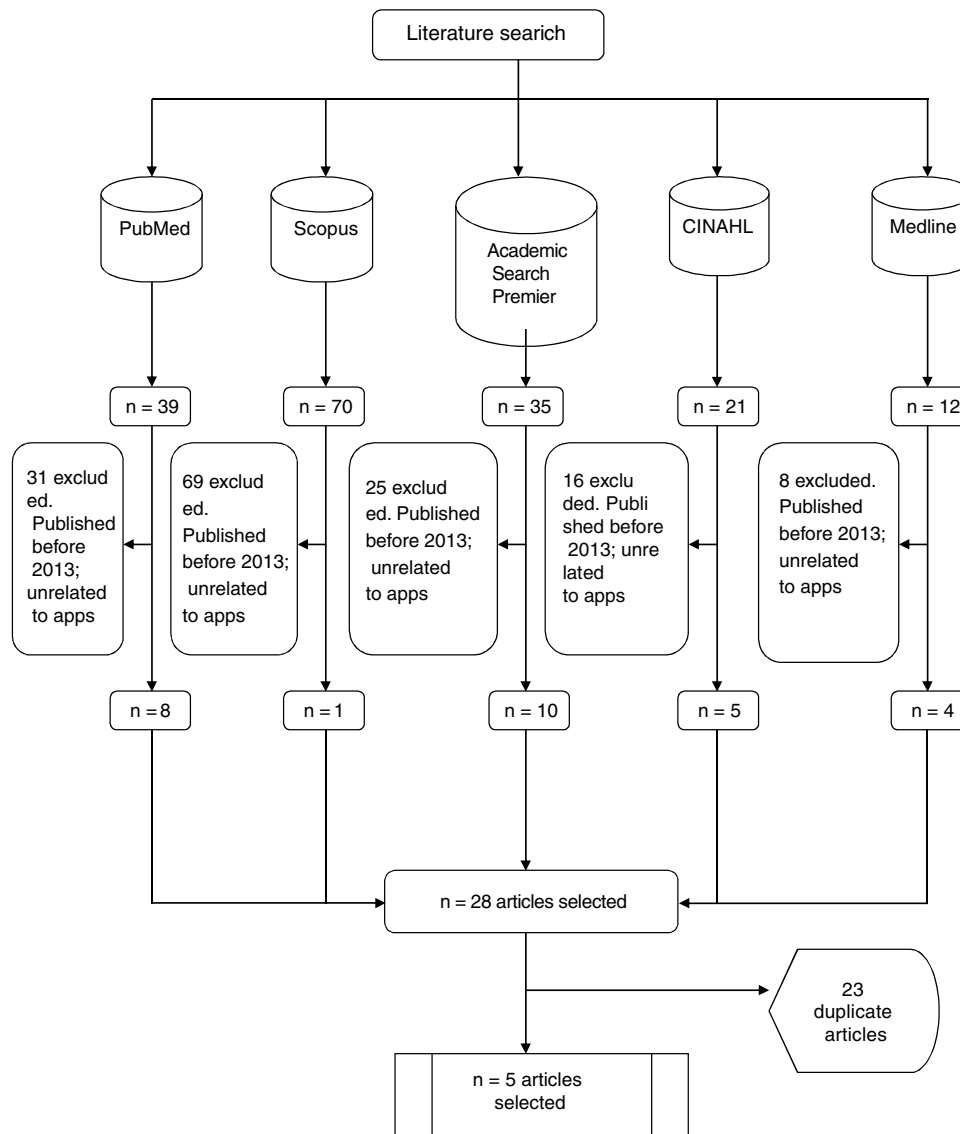 Literature searich
PubMed
Scopus
Academic
Search
Premier
CINAHL
Medline
n = 39
n = 70
n = 35
n = 21
n = 12
31 exclud
ed.
Published
before
2013;
unrelated
to apps
69 exclud
ed.
Published
before 2013;
unrelated
to apps
25 exclud
ed. Published
before 2013;
unrelated
to apps
16 exclu
ded. Publi
shed before
2013; unre
lated
to apps
8 excluded.
Published
before 2013;
unrelated
to apps
n = 8
n = 1
n = 10
n = 5
n = 4
n = 28 articles selected
23
duplicate
articles
n = 5 articles
selected